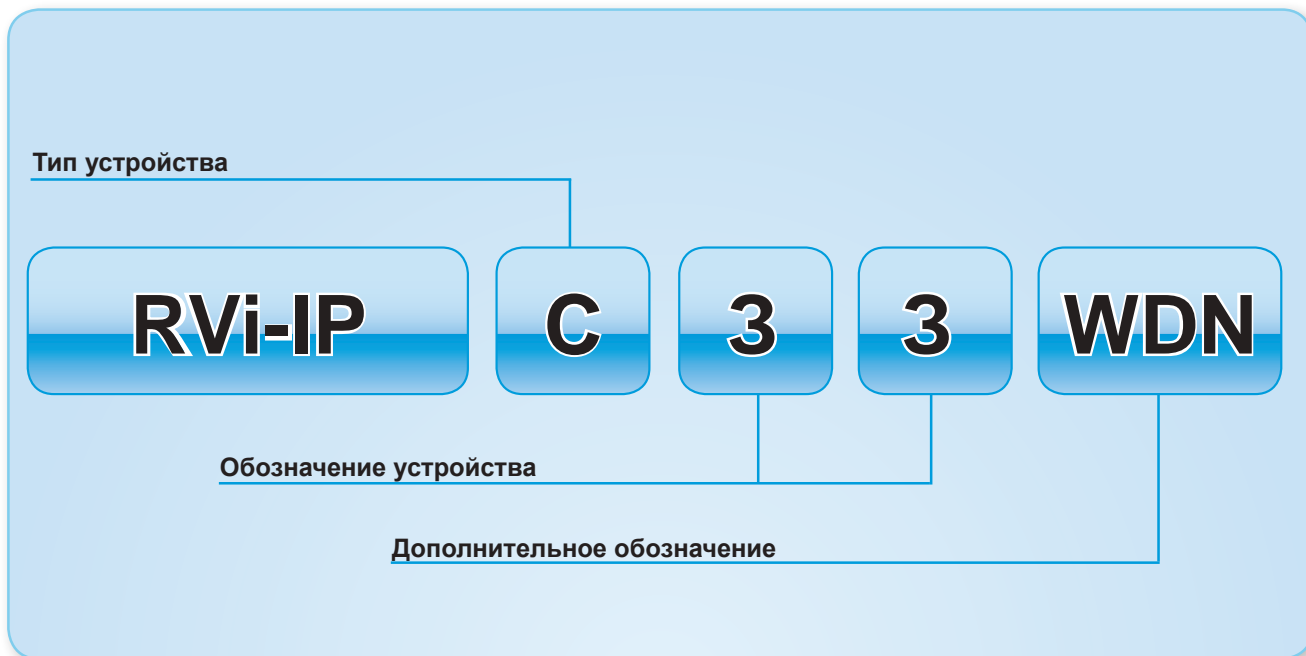 Тип устройства
RVi-IP C 3 3 WDN
Обозначение устройства
Дополнительное обозначение